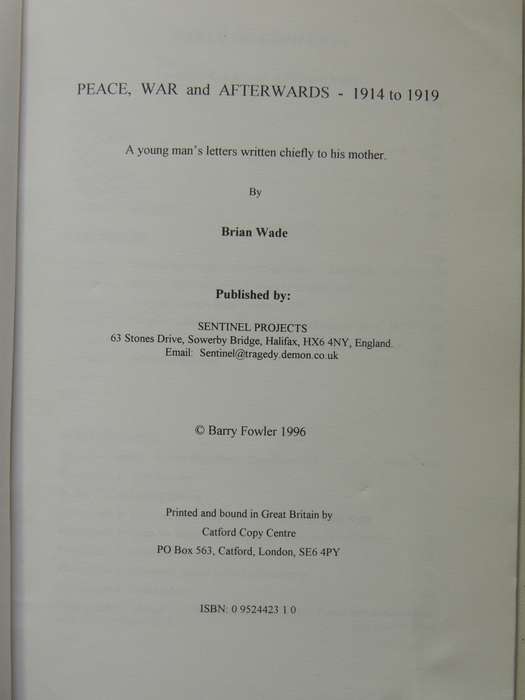 PEACE, WAR and AFTERWARDS - 1914 to 1919
A young man's letters written chiefly to his mother.
By
Brian Wade
Published by:
SENTINEL PROJECTS
63 Stones Drive, Sowerby Bridge, Halifax, HX6 4NY, England.
Email: Sentinel@tragedy.demon.co.uk
© Barry Fowler 1996
Printed and bound in Great Britain by
Catford Copy Centre
PO Box 563, Catford, London, SE6 4PY
ISBN: 0 9524423 1 0